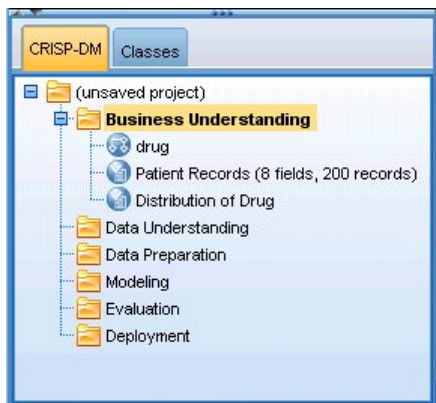 CRISP-DM Classes
(unsaved project)
Business Understanding
drug
Patient Records (8 fields, 200 records)
Distribution of Drug
Data Understanding
Data Preparation
Modeling
Evaluation
Deployment